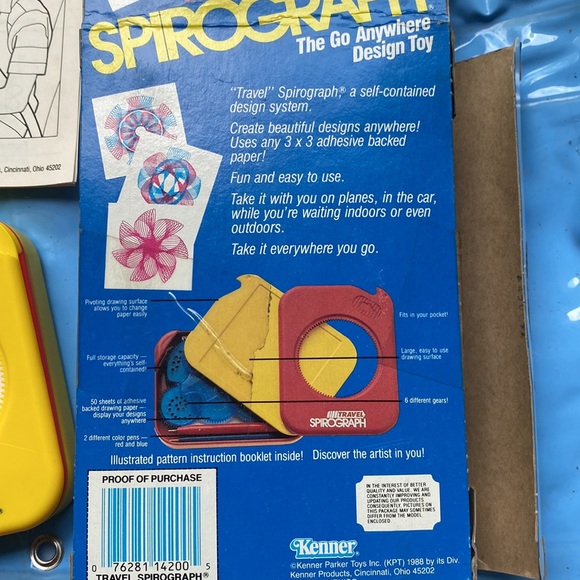 SPIROGRAPH®
The Go Anywhere
Design Toy
, Cincinnati, Ohio 45202
"Travel" Spirograph,® a self-contained
design system.
Create beautiful designs anywhere!
Uses any 3 x 3 adhesive backed
paper!
Fun and easy to use.
Take it with you on planes, in the car,
while you're waiting indoors or even
outdoors.
Take it everywhere you go.
Pivoting drawing surface
allows you to change
paper easily
Fits in your pocket!
Full storage capacity —
everything's self-
contained!
Large, easy to use
drawing surface
50 sheets of adhesive
backed drawing paper —
display your designs
anywhere
6 different gears!
2 different color pens
red and blue
TRAVEL
SPIROGRAPH
Illustrated pattern instruction booklet inside! Discover the artist in you!
PROOF OF PURCHASE
0 76281 14200 5
TRAVEL SPIROGRAPH®
IN THE INTEREST OF BETTER
QUALITY AND VALUE, WE ARE
CONSTANTLY IMPROVING AND
UPDATING OUR PRODUCTS
CONSEQUENTLY, PICTURES ON
THIS PACKAGE MAY SOMETIMES
DIFFER FROM THE MODEL
ENCLOSED.
Kenner
©Kenner Parker Toys Inc. (KPT) 1988 by its Div.
Kenner Products, Cincinnati, Ohio 45202